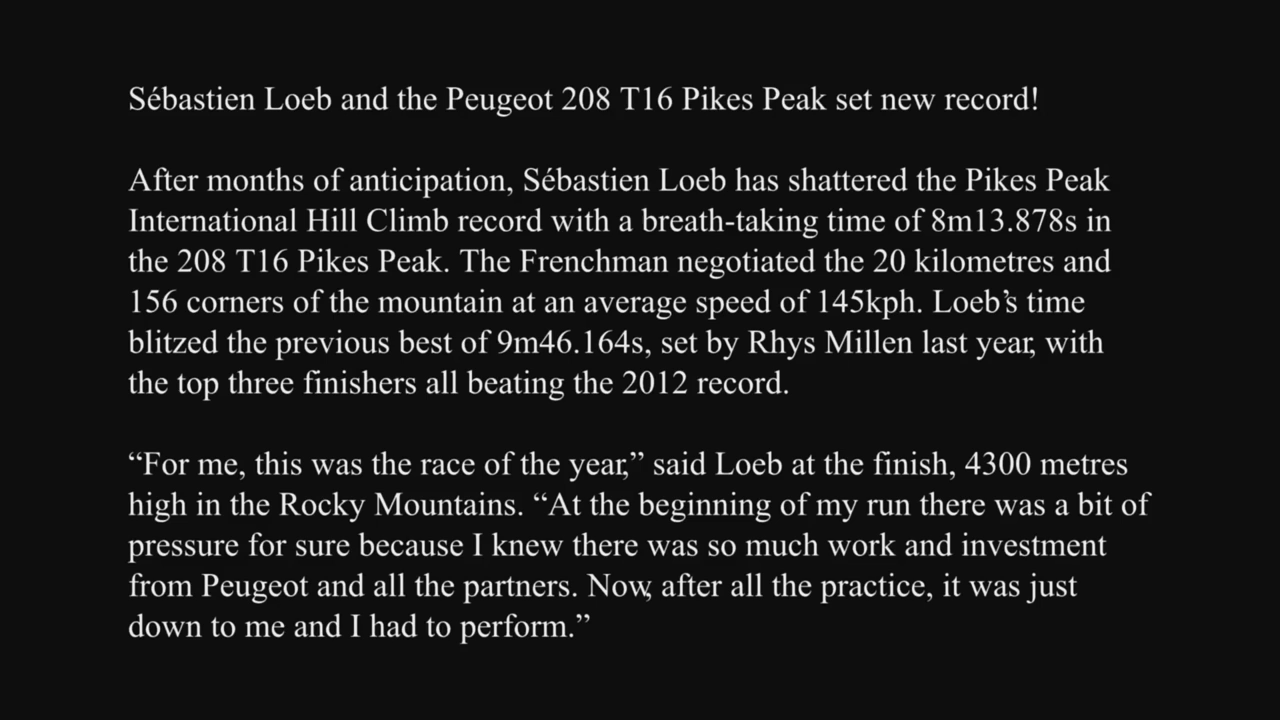 Sébastien Loeb and the Peugeot 208 T16 Pikes Peak set new record!
After months of anticipation, Sébastien Loeb has shattered the Pikes Peak
International Hill Climb record with a breath-taking time of 8m13.878s in
the 208 T16 Pikes Peak. The Frenchman negotiated the 20 kilometres and
156 corners of the mountain at an average speed of 145kph. Loeb’s time
blitzed the previous best of 9m46.164s, set by Rhys Millen last year, with
the top three finishers all beating the 2012 record.
“For me, this was the race of the year,” said Loeb at the finish, 4300 metres
high in the Rocky Mountains. “At the beginning of my run there was a bit of
pressure for sure because I knew there was so much work and investment
from Peugeot and all the partners. Now, after all the practice, it was just
down to me and I had to perform.”